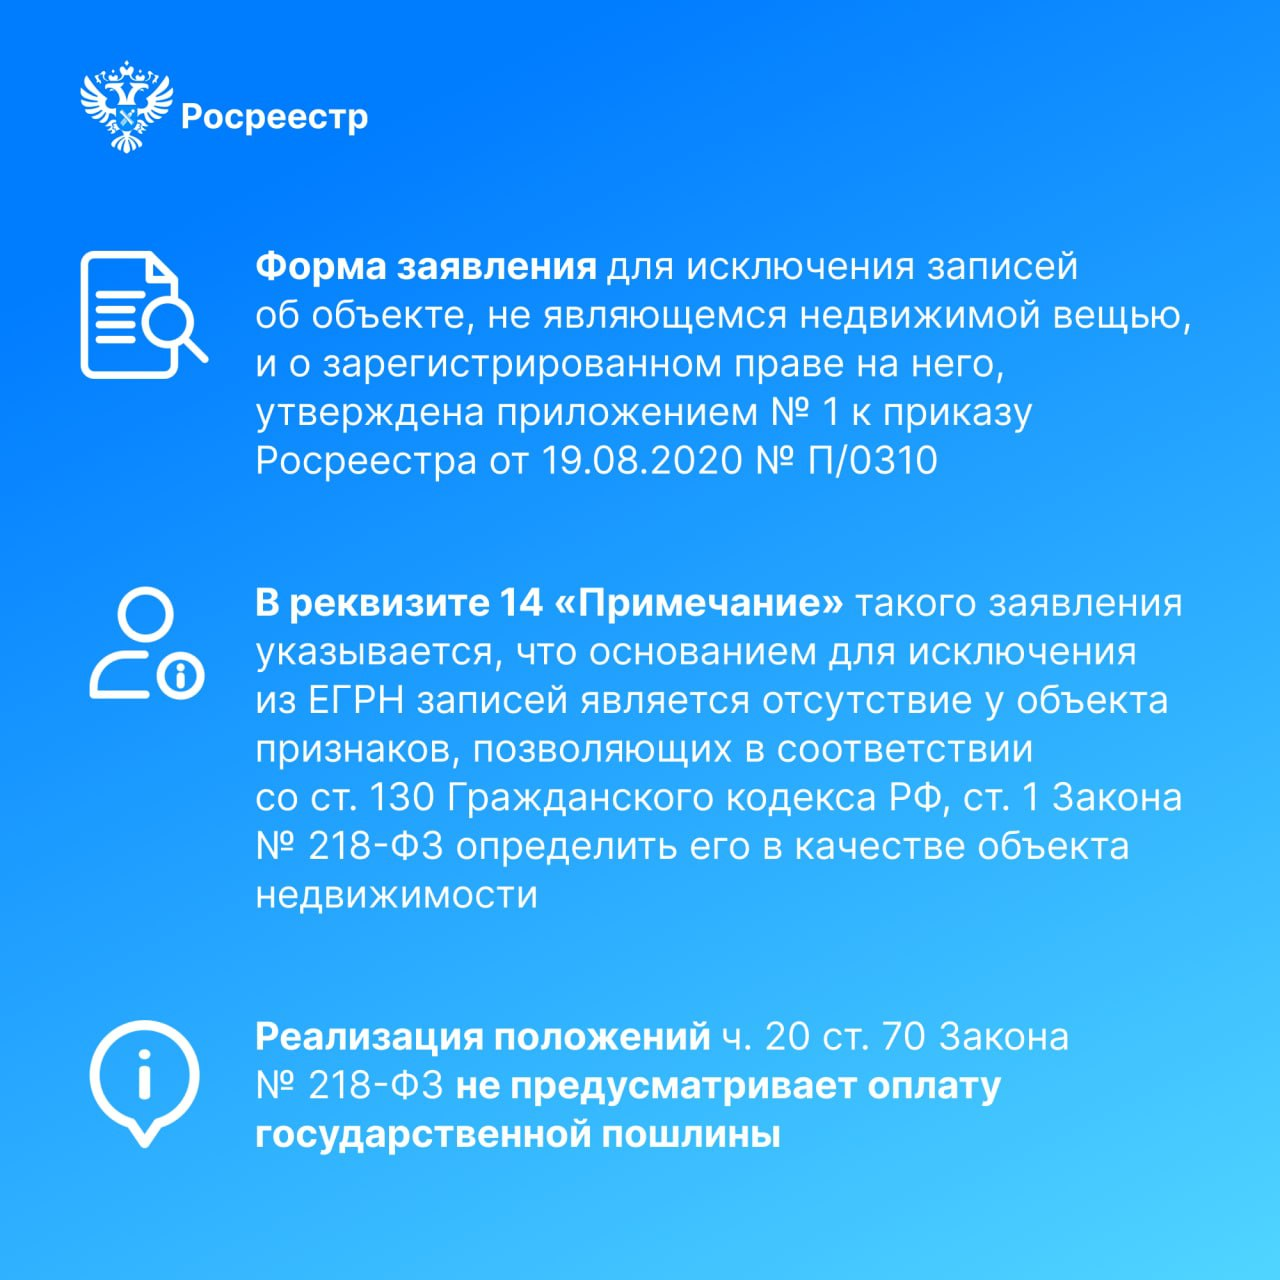 Росреестр
Форма заявления для исключения записей
об объекте, не являющемся недвижимой вещью,
и о зарегистрированном праве на него,
утверждена приложением № 1 к приказу
Росреестра от 19.08.2020 № П/0310
В реквизите 14 «Примечание» такого заявления
указывается, что основанием для исключения
из ЕГРН записей является отсутствие у объекта
признаков, позволяющих в соответствии
со ст. 130 Гражданского кодекса РФ, ст. 1 Закона
№ 218-ФЗ определить его в качестве объекта
недвижимости
Реализация положений ч. 20 ст. 70 Закона
№ 218-ФЗ не предусматривает оплату
государственной пошлины